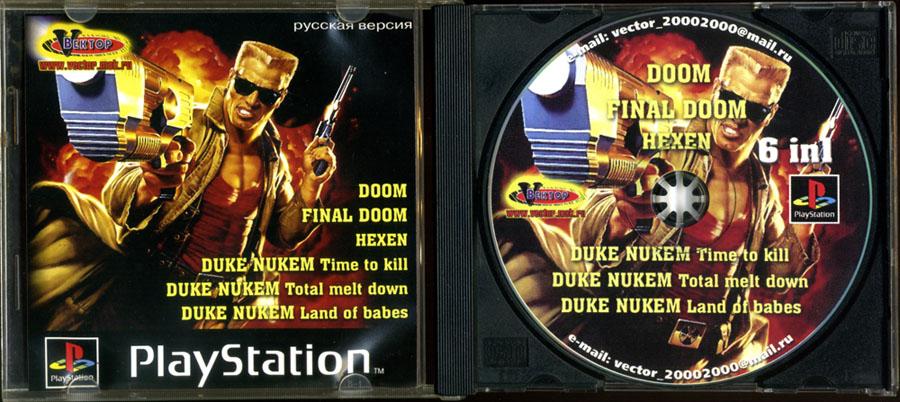 русская версия
ВЕКТОР
www.vector.msk.ru
DOOM
FINAL DOOM
HEXEN
DUKE NUKEM Time to kill
DUKE NUKEM Total melt down
DUKE NUKEM Land of babes
PlayStation
PlayStation™
e-mail: vector_20002000@mail.ru
DOOM
FINAL DOOM
HEXEN
6 in1
ВЕКТОР
www.vector.msk.ru
PlayStation
DUKE NUKEM Time to kill
DUKE NUKEM Total melt down
DUKE NUKEM Land of babes
e-mail: vector_20002000@mail.ru